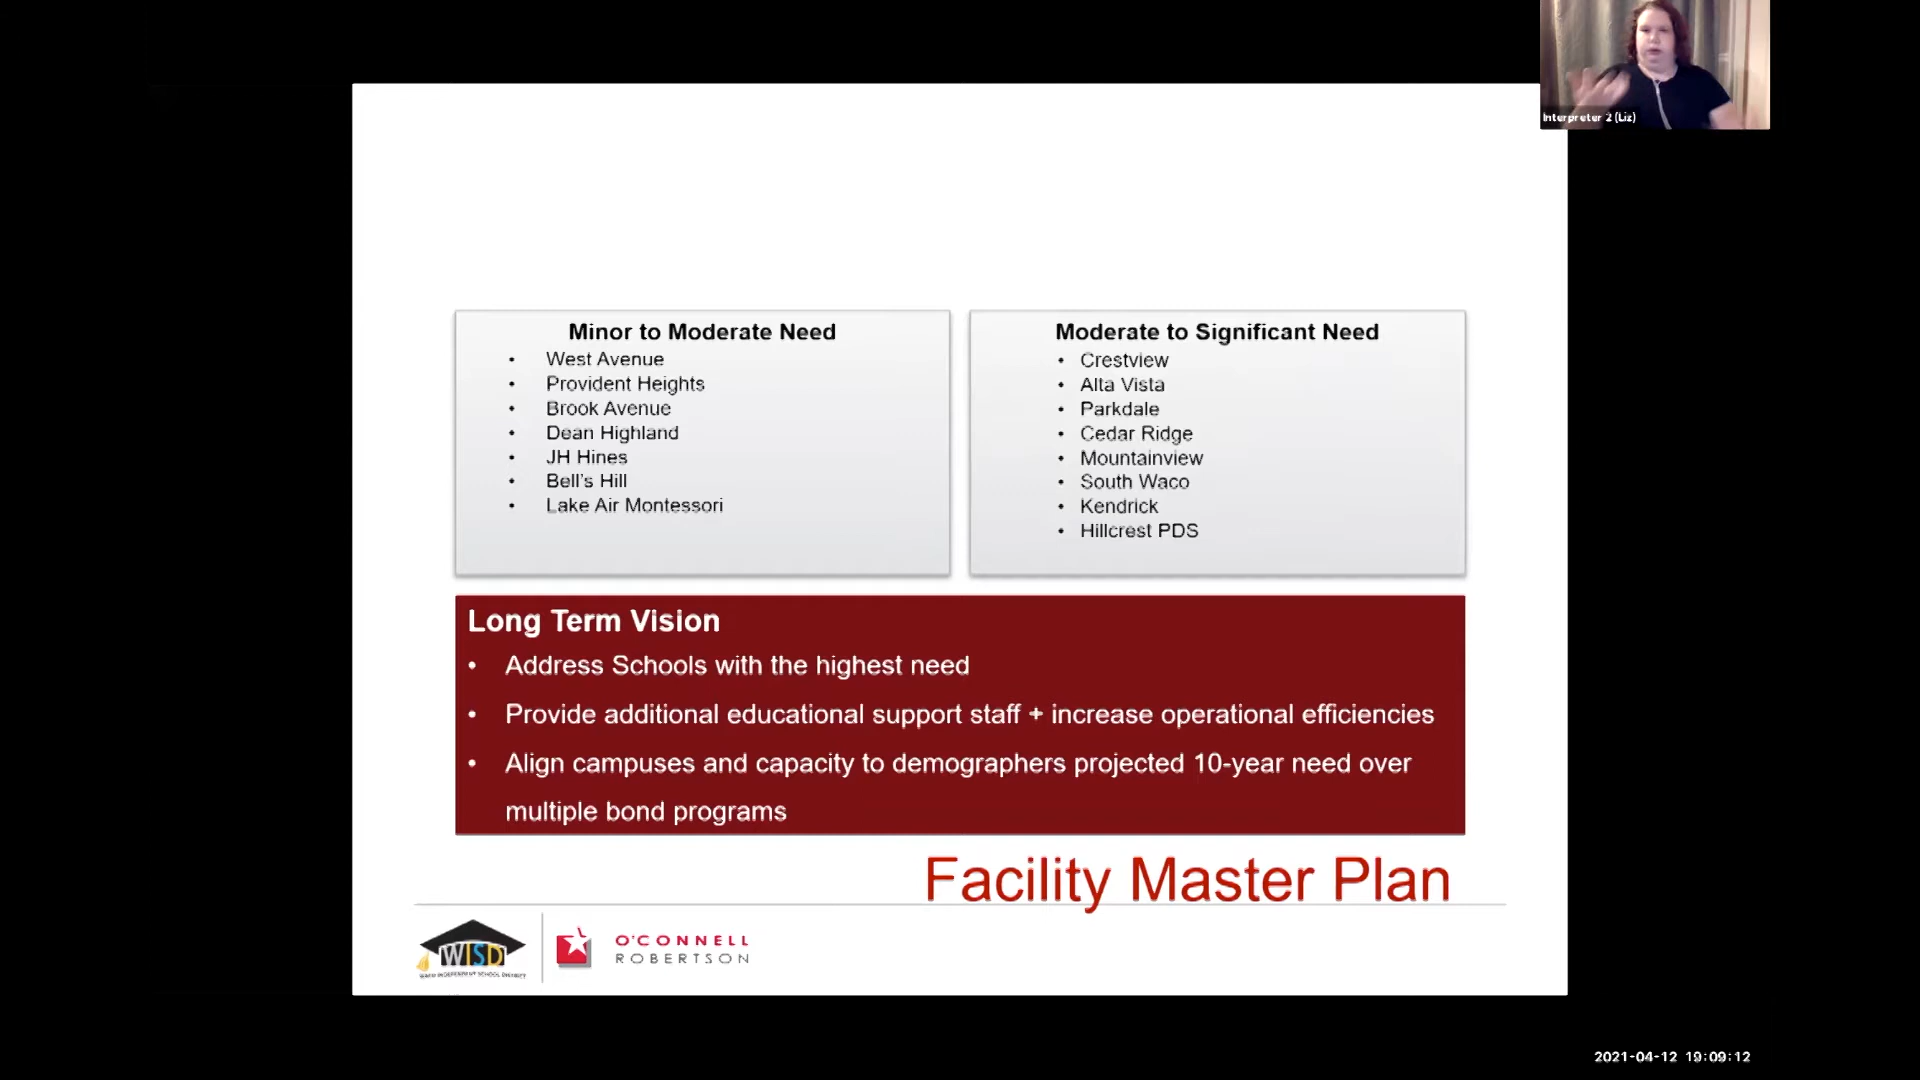 Interpreter 2 (Liz)
Minor to Moderate Need
• West Avenue
• Provident Heights
• Brook Avenue
• Dean Highland
• JH Hines
• Bell's Hill
• Lake Air Montessori
Moderate to Significant Need
• Crestview
• Alta Vista
• Parkdale
• Cedar Ridge
• Mountainview
• South Waco
• Kendrick
• Hillcrest PDS
Long Term Vision
• Address Schools with the highest need
• Provide additional educational support staff + increase operational efficiencies
• Align campuses and capacity to demographers projected 10-year need over
multiple bond programs
Facility Master Plan
WISD
WACO INDEPENDENT SCHOOL DISTRICT
O'CONNELL
ROBERTSON
2021-04-12 19:09:12